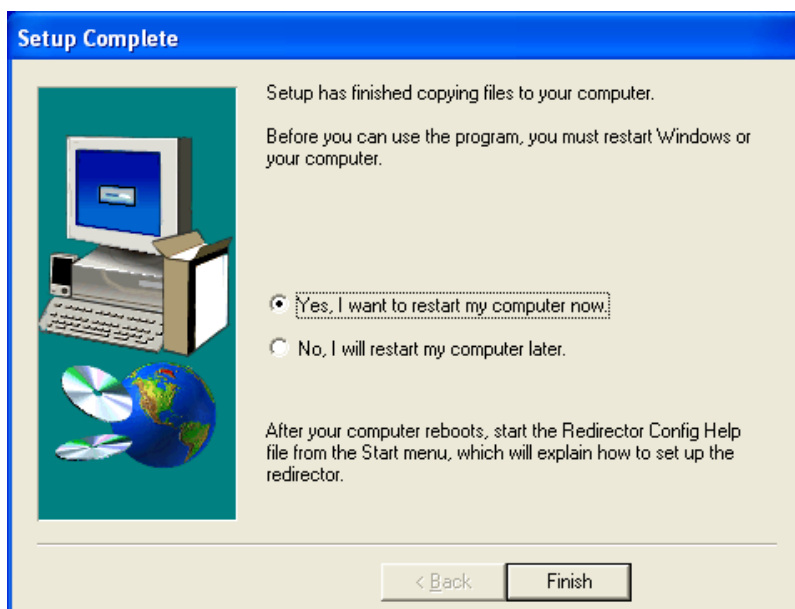 Setup Complete
Setup has finished copying files to your computer.
Before you can use the program, you must restart Windows or
your computer.
Yes, I want to restart my computer now.
No, I will restart my computer later.
After your computer reboots, start the Redirector Config Help
file from the Start menu, which will explain how to set up the
redirector.
< Back
Finish